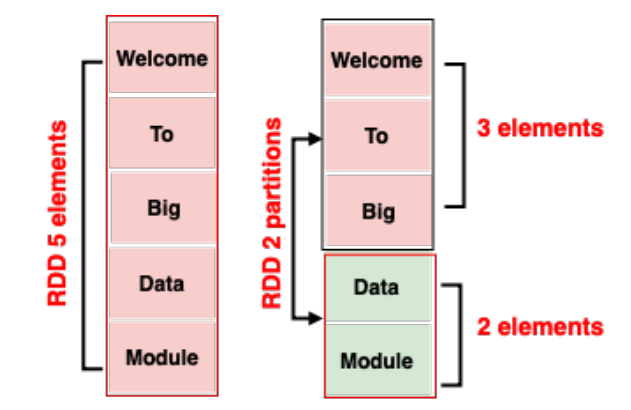 RDD 5 elements
Welcome
To
Big
Data
Module
RDD 2 partitions
Welcome
To
Big
3 elements
Data
Module
2 elements